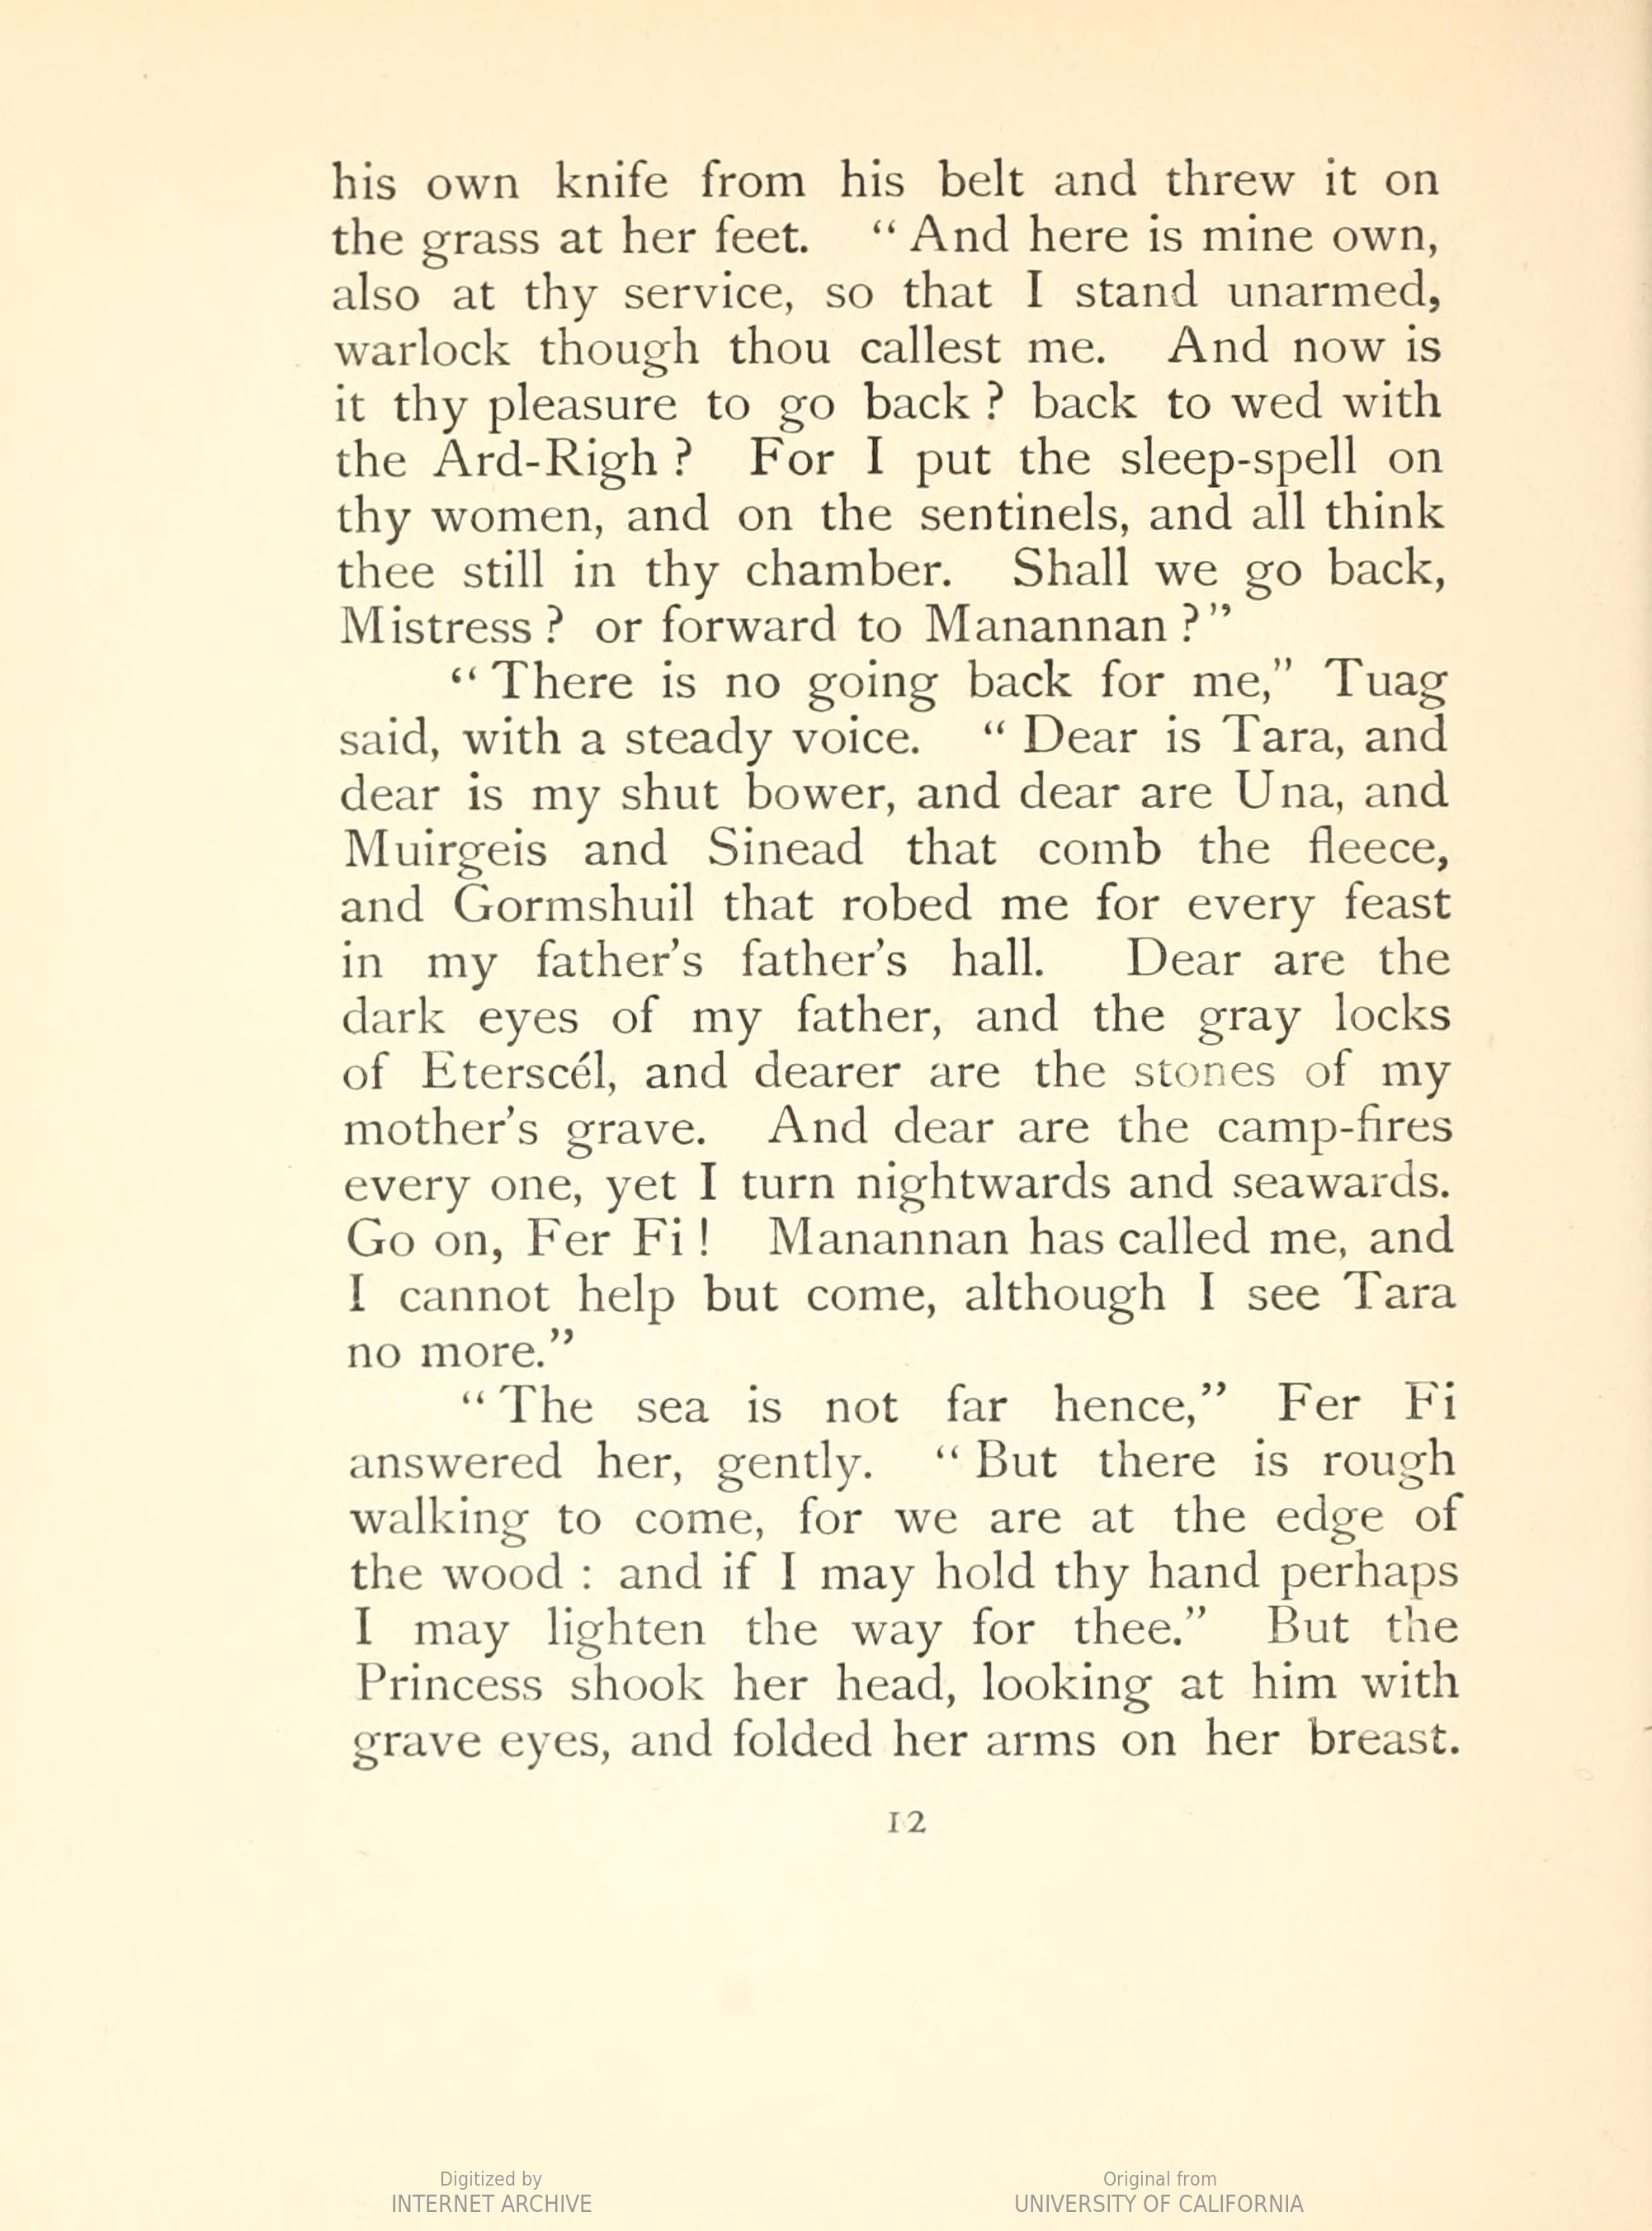 his own knife from his belt and threw it on
the grass at her feet. “ And here is mine own,
also at thy service, so that I stand unarmed,
warlock though thou callest me. And now is
it thy pleasure to go back ? back to wed with
the Ard-Righ ? For I put the sleep-spell on
thy women, and on the sentinels, and all think
thee still in thy chamber. Shall we go back,
Mistress ? or forward to Manannan ?”
“ There is no going back for me,” Tuag
said, with a steady voice. “ Dear is Tara, and
dear is my shut bower, and dear are Una, and
Muirgeis and Sinead that comb the fleece,
and Gormshuil that robed me for every feast
in my father’s father’s hall. Dear are the
dark eyes of my father, and the gray locks
of Eterscél, and dearer are the stones of my
mother’s grave. And dear are the camp-fires
every one, yet I turn nightwards and seawards.
Go on, Fer Fi ! Manannan has called me, and
I cannot help but come, although I see Tara
no more.”
“ The sea is not far hence,” Fer Fi
answered her, gently. “ But there is rough
walking to come, for we are at the edge of
the wood : and if I may hold thy hand perhaps
I may lighten the way for thee.” But the
Princess shook her head, looking at him with
grave eyes, and folded her arms on her breast.
12
Digitized by
INTERNET ARCHIVE
Original from
UNIVERSITY OF CALIFORNIA